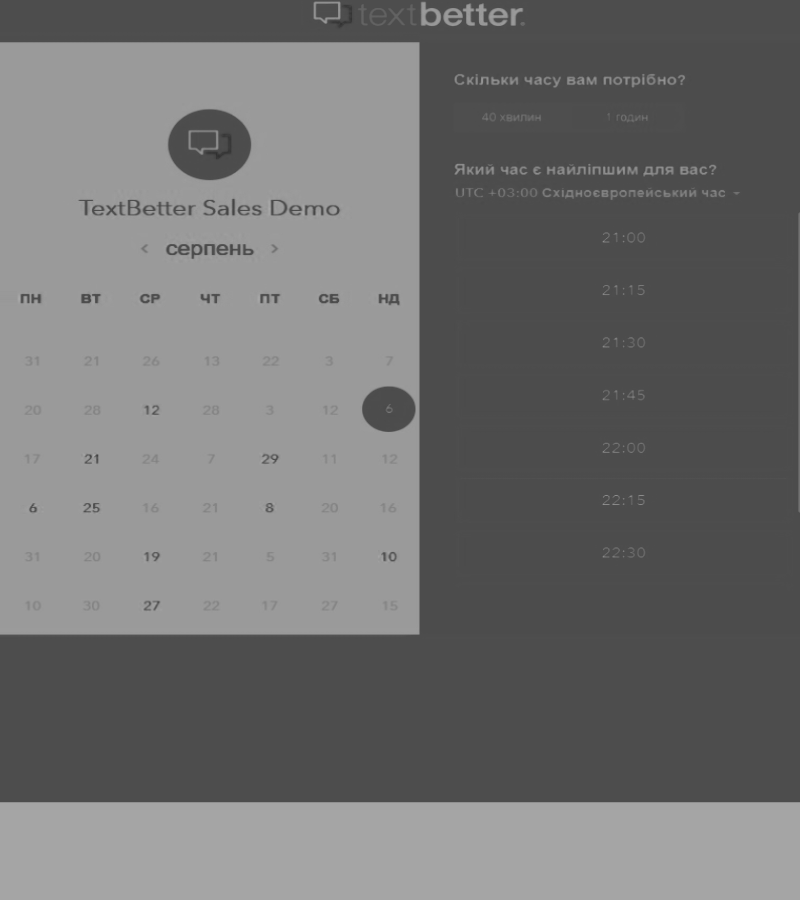 textbetter.
TextBetter Sales Demo
‹ серпень ›
ПН ВТ СР ЧТ ПТ СБ НД
31 21 26 13 22 3 7
20 28 12 28 3 12 6
17 21 24 7 29 11 12
6 25 16 21 8 20 16
31 20 19 21 5 31 10
10 30 27 22 17 27 15
Скільки часу вам потрібно?
40 хвилин 1 годин
Який час є найліпшим для вас?
UTC +03:00 Східноєвропейський час
21:00
21:15
21:30
21:45
22:00
22:15
22:30